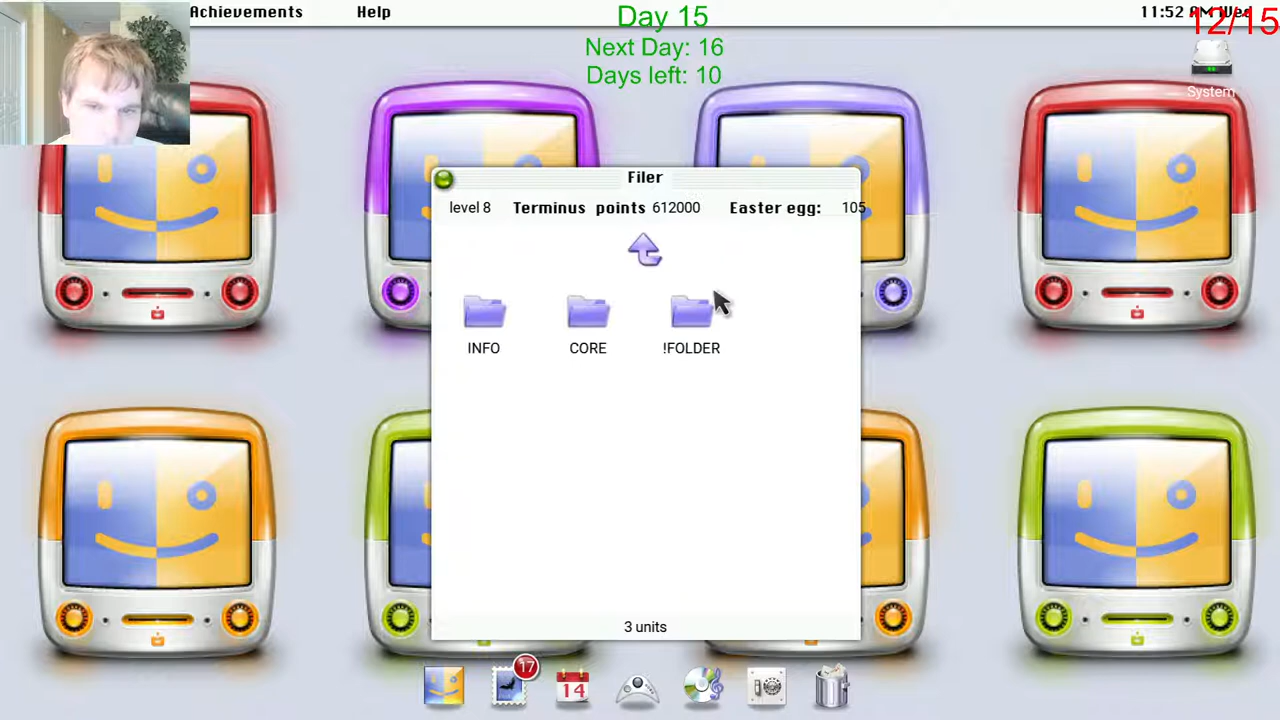 Achievements Help
Day 15
Next Day: 16
Days left: 10
11:52 AM Wed
12/15
System
Filer
level 8 Terminus points 612000 Easter egg: 105
INFO CORE !FOLDER
3 units
17
14